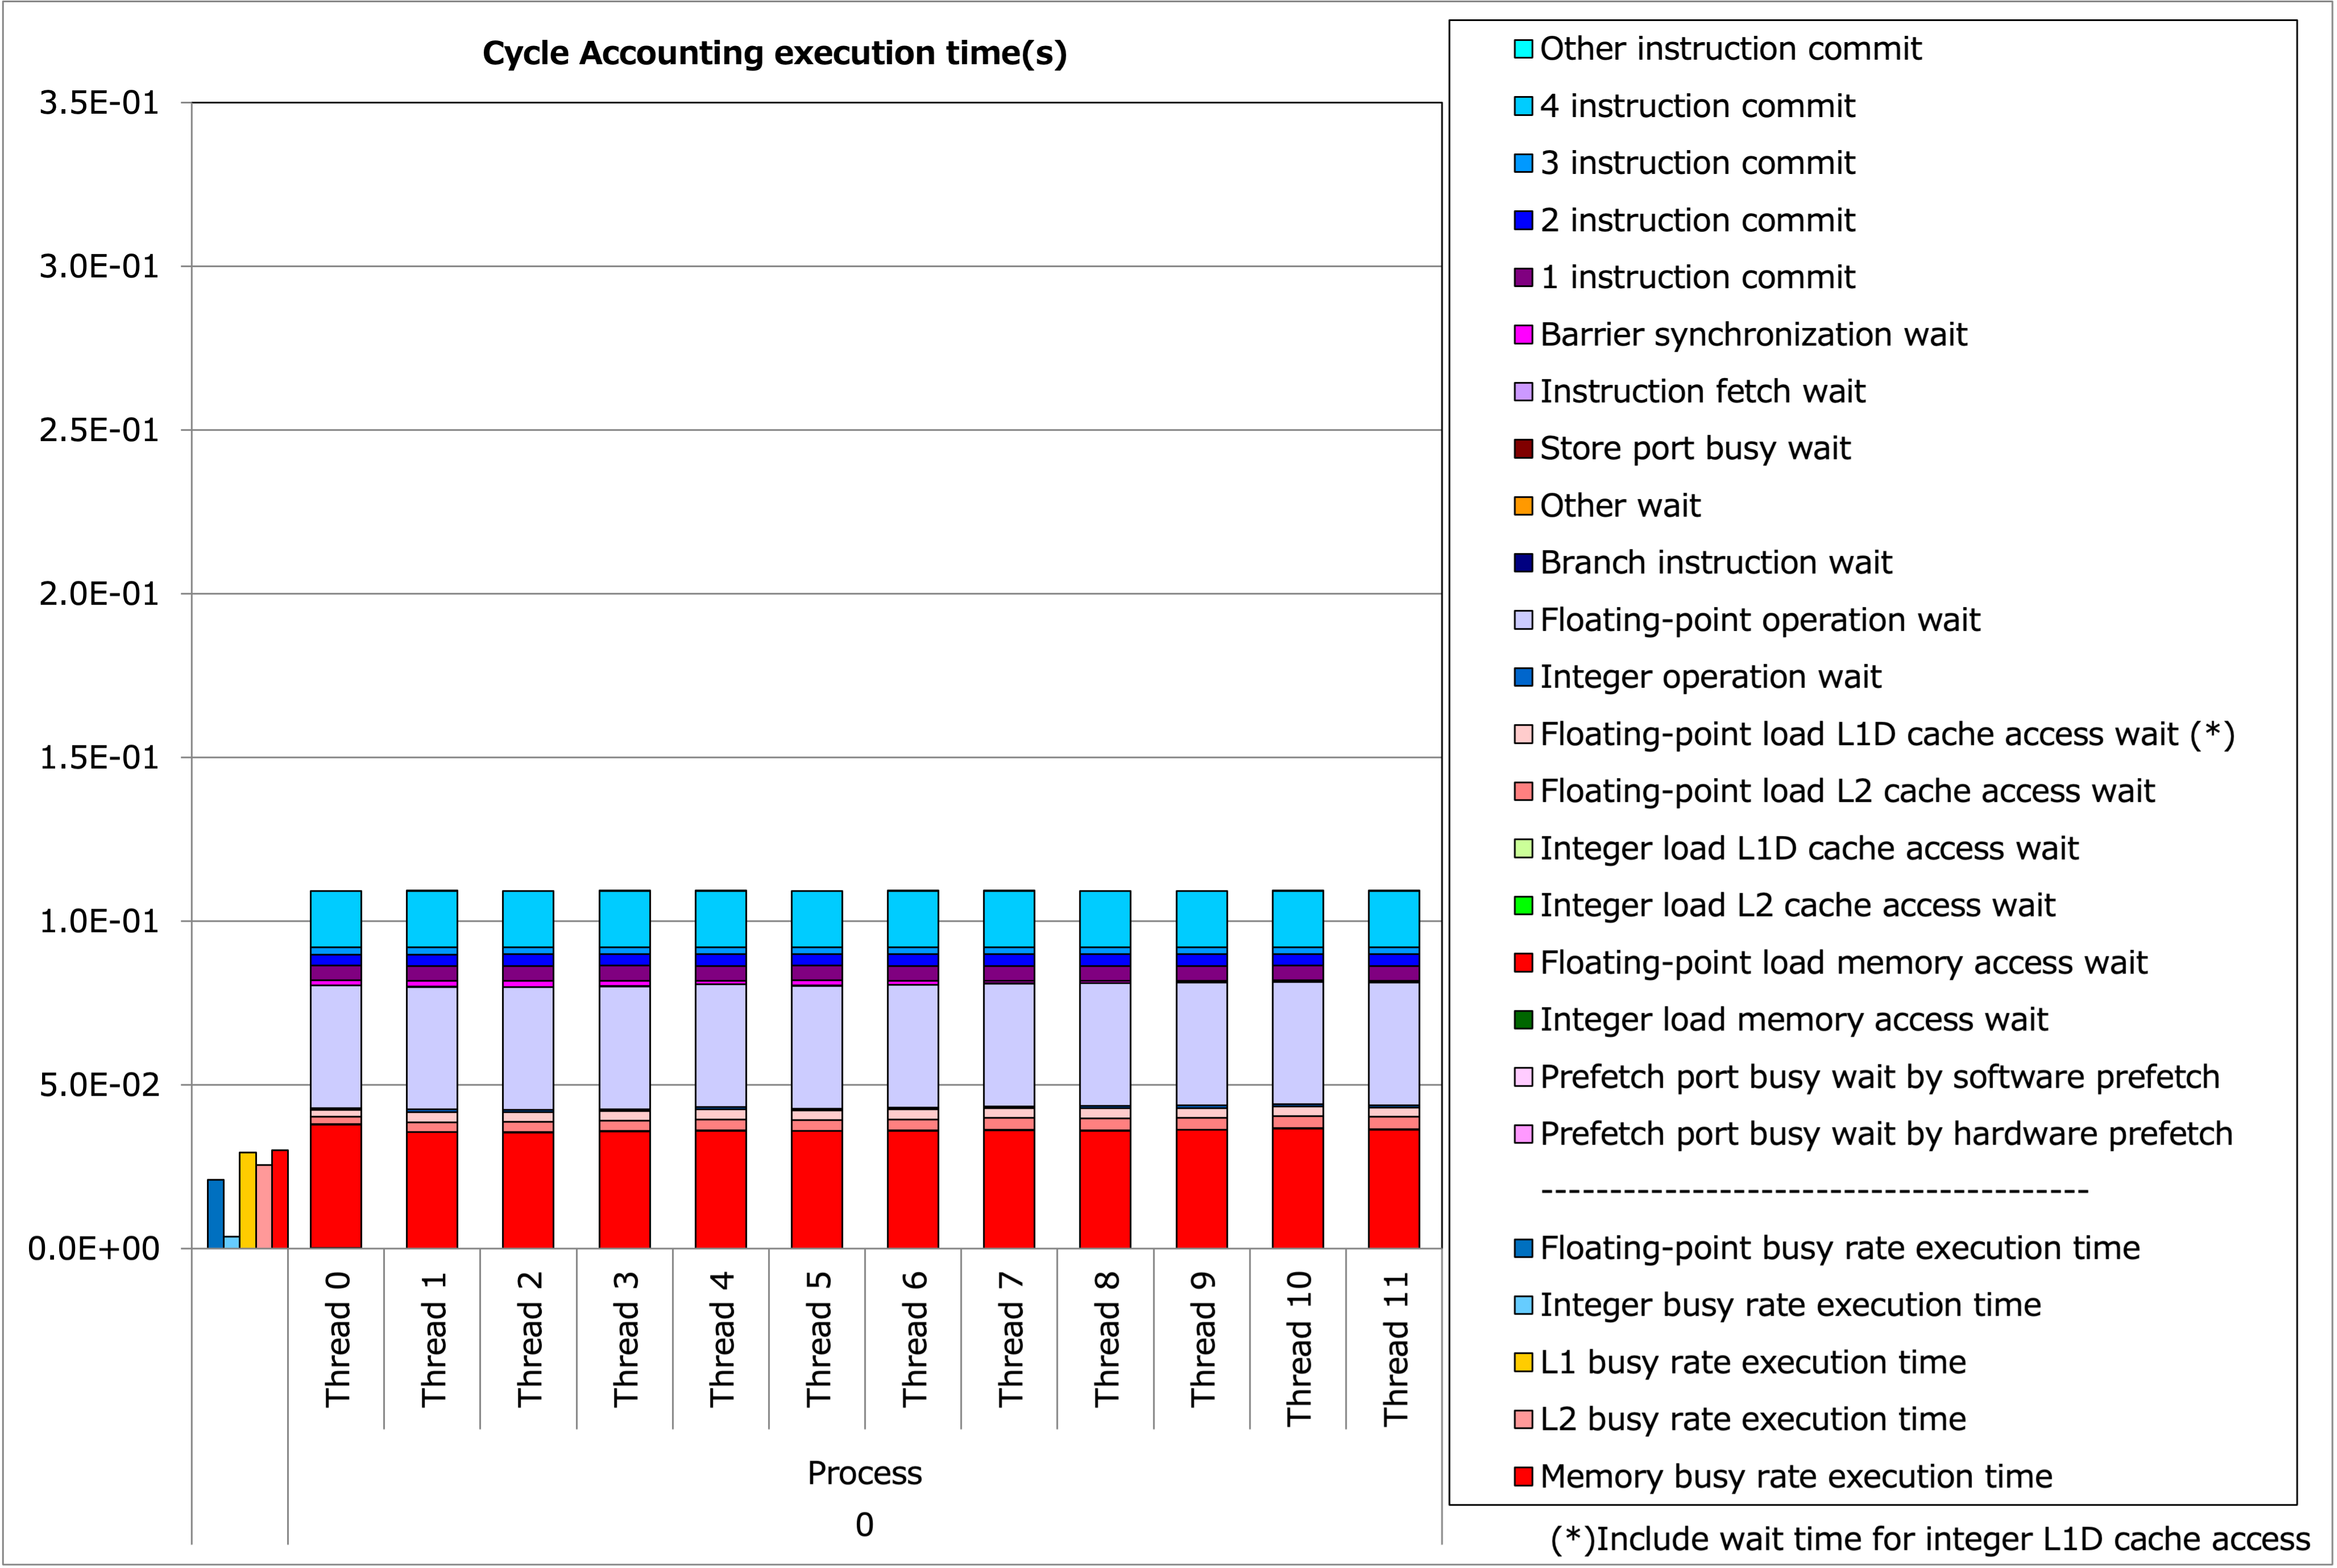 Cycle Accounting execution time(s)
3.5E-01
3.0E-01
2.5E-01
2.0E-01
1.5E-01
1.0E-01
5.0E-02
0.0E+00
Thread 0
Thread 1
Thread 2
Thread 3
Thread 4
Thread 5
Thread 6
Thread 7
Thread 8
Thread 9
Thread 10
Thread 11
Process
0
Other instruction commit
4 instruction commit
3 instruction commit
2 instruction commit
1 instruction commit
Barrier synchronization wait
Instruction fetch wait
Store port busy wait
Other wait
Branch instruction wait
Floating-point operation wait
Integer operation wait
Floating-point load L1D cache access wait (*)
Floating-point load L2 cache access wait
Integer load L1D cache access wait
Integer load L2 cache access wait
Floating-point load memory access wait
Integer load memory access wait
Prefetch port busy wait by software prefetch
Prefetch port busy wait by hardware prefetch
----------------------------------------
Floating-point busy rate execution time
Integer busy rate execution time
L1 busy rate execution time
L2 busy rate execution time
Memory busy rate execution time
(*)Include wait time for integer L1D cache access